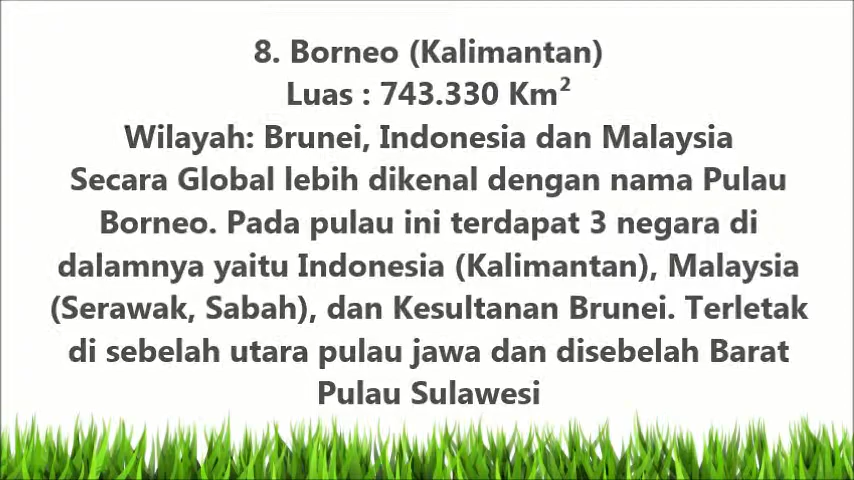 8. Borneo (Kalimantan)
Luas : 743.330 Km²
Wilayah: Brunei, Indonesia dan Malaysia
Secara Global lebih dikenal dengan nama Pulau
Borneo. Pada pulau ini terdapat 3 negara di
dalamnya yaitu Indonesia (Kalimantan), Malaysia
(Serawak, Sabah), dan Kesultanan Brunei. Terletak
di sebelah utara pulau jawa dan disebelah Barat
Pulau Sulawesi